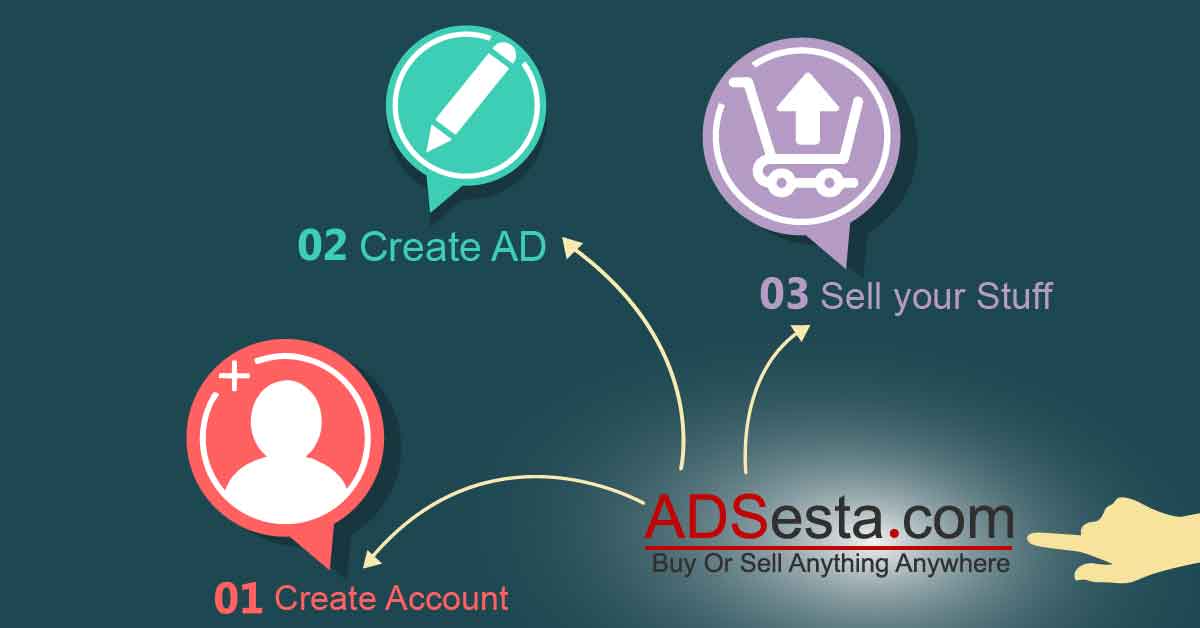 02 Create AD
03 Sell your Stuff
01 Create Account
ADSesta.com
Buy Or Sell Anything Anywhere